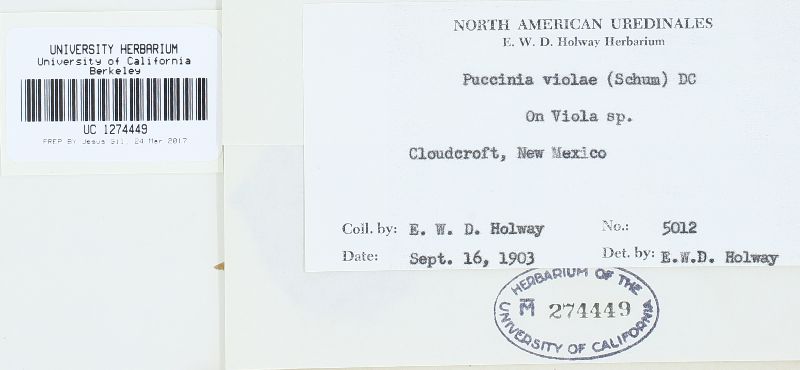 UNIVERSITY HERBARIUM
University of California
Berkeley
UC 1274449
PREP BY Jesus Gil, 24 Mar 2017
NORTH AMERICAN UREDINALES
E. W. D. Holway Herbarium
Puccinia violae (Schum) DC
On Viola sp.
Cloudcroft, New Mexico
Coll. by: E. W. D. Holway No.: 5012
Date: Sept. 16, 1903 Det. by: E.W.D. Holway
HERBARIUM OF THE
M 274449
UNIVERSITY OF CALIFORNIA